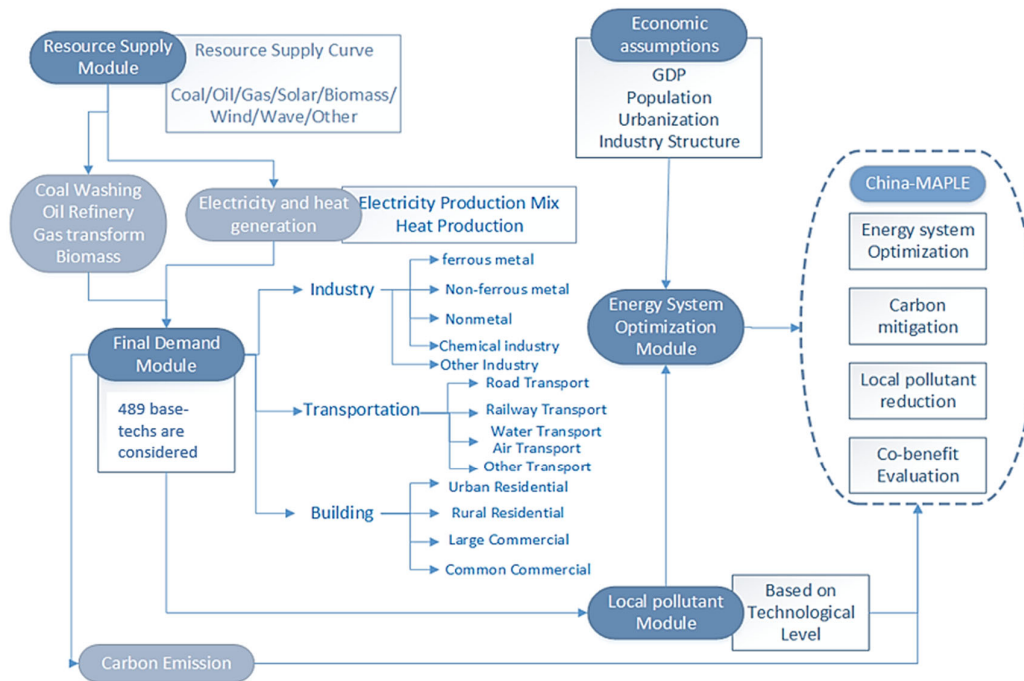 Resource Supply
Module
Resource Supply Curve
Coal/Oil/Gas/Solar/Biomass/
Wind/Wave/Other
Economic
assumptions
GDP
Population
Urbanization
Industry Structure
Coal Washing
Oil Refinery
Gas transform
Biomass
Electricity and heat
generation
Electricity Production Mix
Heat Production
China-MAPLE
Energy system
Optimization
Carbon
mitigation
Local pollutant
reduction
Co-benefit
Evaluation
Energy System
Optimization
Module
Final Demand
Module
489 base-
techs are
considered
Industry
ferrous metal
Non-ferrous metal
Nonmetal
Chemical industry
Other Industry
Transportation
Road Transport
Railway Transport
Water Transport
Air Transport
Other Transport
Building
Urban Residential
Rural Residential
Large Commercial
Common Commercial
Local pollutant
Module
Based on
Technological
Level
Carbon Emission